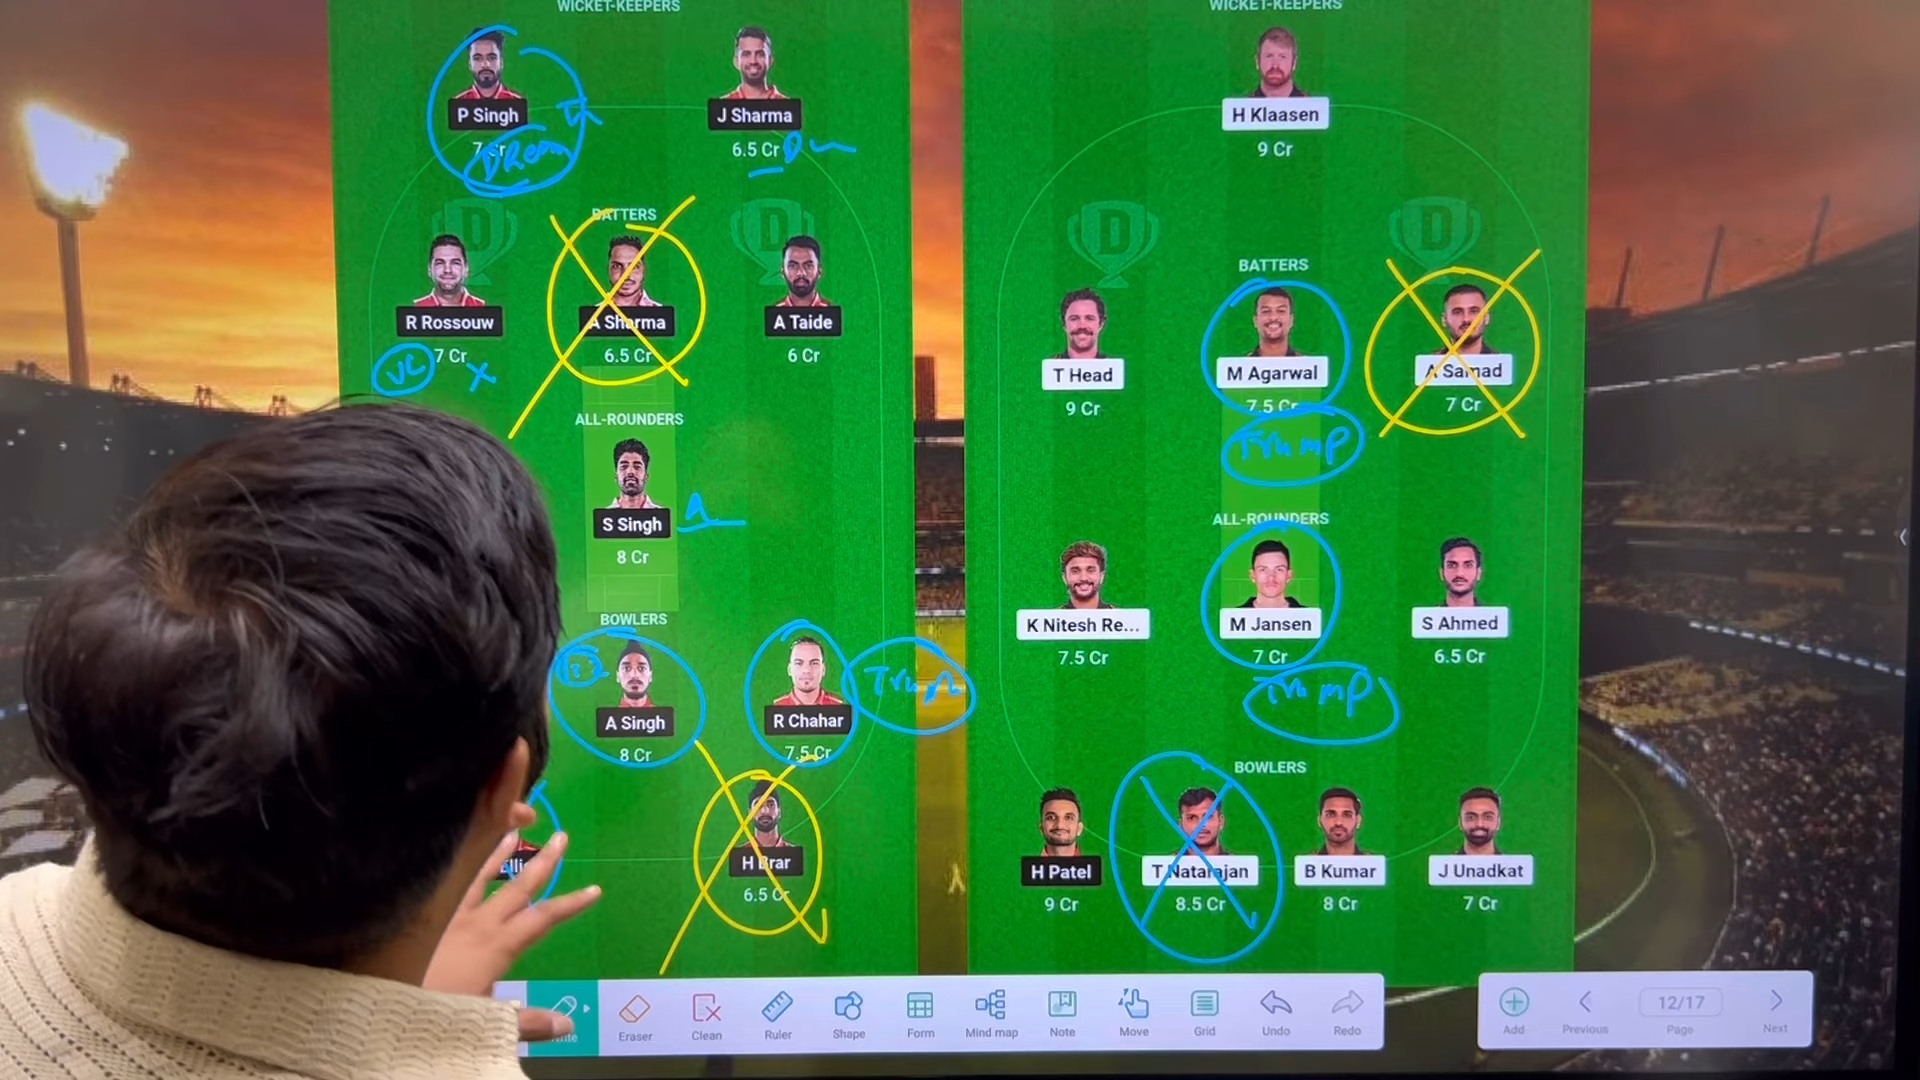 WICKET-KEEPERS
P Singh
7 Cr
DReam
J Sharma
6.5 Cr
BATTERS
R Rossouw
7 Cr
VC
X
A Sharma
6.5 Cr
A Taide
6 Cr
ALL-ROUNDERS
S Singh
8 Cr
BOWLERS
A Singh
8 Cr
R Chahar
7.5 Cr
H Brar
6.5 Cr
WICKET-KEEPERS
H Klaasen
9 Cr
D
D
D
D
BATTERS
T Head
9 Cr
M Agarwal
7.5 Cr
Trump
A Samad
7 Cr
ALL-ROUNDERS
K Nitesh Re...
7.5 Cr
M Jansen
7 Cr
Trump
S Ahmed
6.5 Cr
BOWLERS
H Patel
9 Cr
T Natarajan
8.5 Cr
B Kumar
8 Cr
J Unadkat
7 Cr
Eraser
Clean
Ruler
Shape
Form
Mind map
Note
Move
Grid
Undo
Redo
Add
Previous
12/17
Page
Next